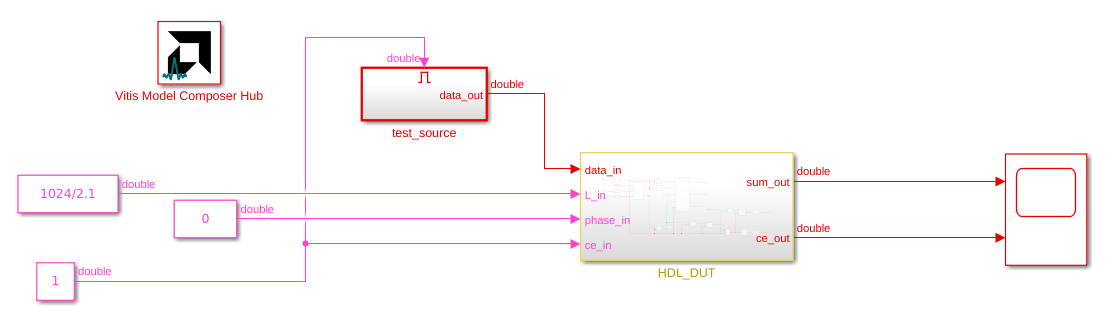 double
data_out
double
Vitis Model Composer Hub
test_source
data_in
double
sum_out
double
1024/2.1
double
L_in
0
double
phase_in
double
ce_out
ce_in
1
double
HDL_DUT